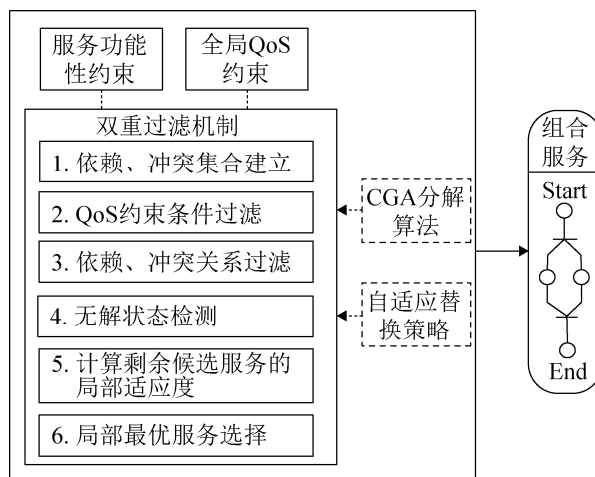 服务功能
性约束
全局QoS
约束
双重过滤机制
1. 依赖、冲突集合建立
2. QoS约束条件过滤
3. 依赖、冲突关系过滤
4. 无解状态检测
5. 计算剩余候选服务的
局部适应度
6. 局部最优服务选择
CGA分解
算法
自适应替
换策略
组合
服务
Start
End